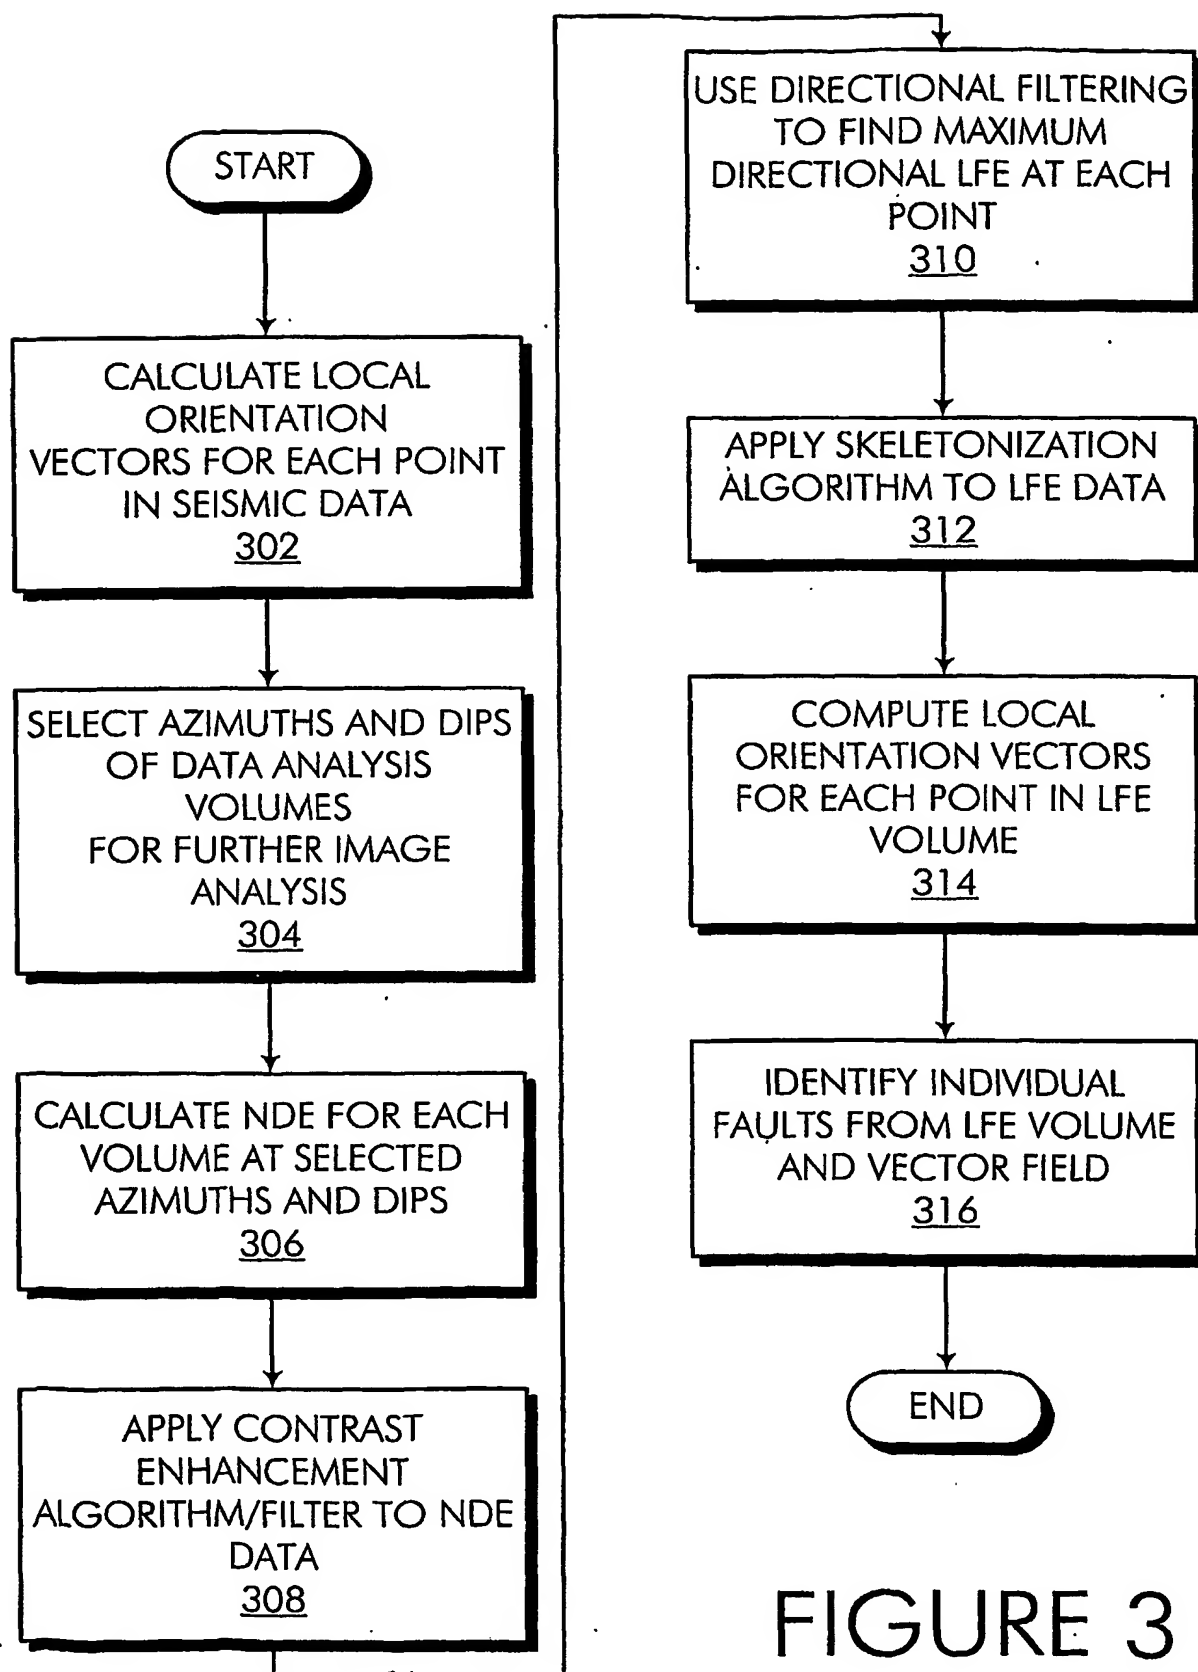 START
CALCULATE LOCAL
ORIENTATION
VECTORS FOR EACH POINT
IN SEISMIC DATA
302
SELECT AZIMUTHS AND DIPS
OF DATA ANALYSIS
VOLUMES
FOR FURTHER IMAGE
ANALYSIS
304
CALCULATE NDE FOR EACH
VOLUME AT SELECTED
AZIMUTHS AND DIPS
306
APPLY CONTRAST
ENHANCEMENT
ALGORITHM/FILTER TO NDE
DATA
308
USE DIRECTIONAL FILTERING
TO FIND MAXIMUM
DIRECTIONAL LFE AT EACH
POINT
310
APPLY SKELETONIZATION
ALGORITHM TO LFE DATA
312
COMPUTE LOCAL
ORIENTATION VECTORS
FOR EACH POINT IN LFE
VOLUME
314
IDENTIFY INDIVIDUAL
FAULTS FROM LFE VOLUME
AND VECTOR FIELD
316
END
FIGURE 3